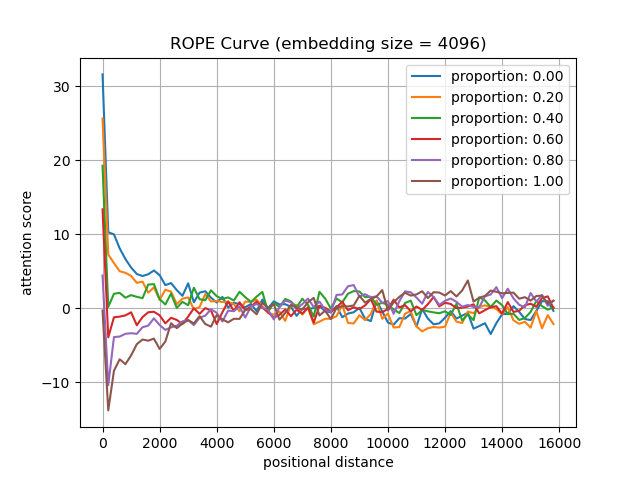 ROPE Curve (embedding size = 4096)
proportion: 0.00
proportion: 0.20
proportion: 0.40
proportion: 0.60
proportion: 0.80
proportion: 1.00
attention score
30
20
10
0
−10
0 2000 4000 6000 8000 10000 12000 14000 16000
positional distance